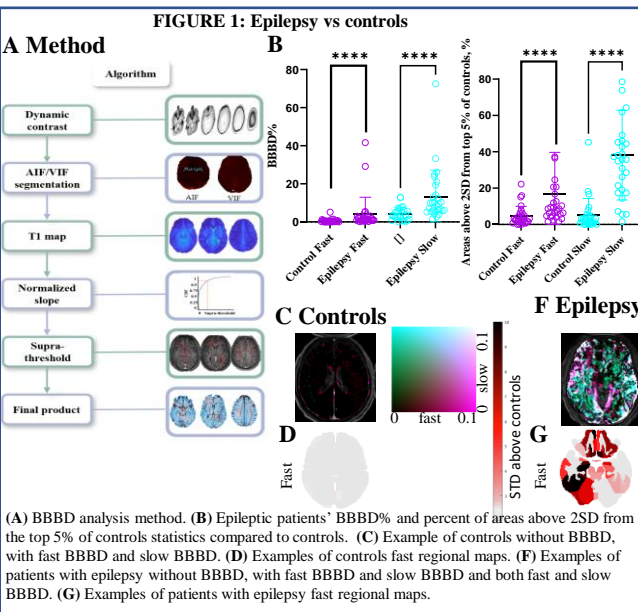 FIGURE 1: Epilepsy vs controls
A Method
Algorithm
Dynamic
contrast
AIF/VIF
segmentation
AIF
VIF
T1 map
Normalized
slope
CDF
1
0
Supra-threshold
Supra-
threshold
Final product
B
****
****
BBBD%
80
60
40
20
0
Control Fast
Epilepsy Fast
[]
Epilepsy Slow
Areas above 2SD from top 5% of controls, %
****
****
80
60
40
20
0
Control Fast
Epilepsy Fast
Control Slow
Epilepsy Slow
C Controls
0.1
slow
0
0
fast
0.1
STD above controls
10
F Epilepsy
D
Fast
G
Fast
(A) BBBD analysis method. (B) Epileptic patients’ BBBD% and percent of areas above 2SD from
the top 5% of controls statistics compared to controls. (C) Example of controls without BBBD,
with fast BBBD and slow BBBD. (D) Examples of controls fast regional maps. (F) Examples of
patients with epilepsy without BBBD, with fast BBBD and slow BBBD and both fast and slow
BBBD. (G) Examples of patients with epilepsy fast regional maps.